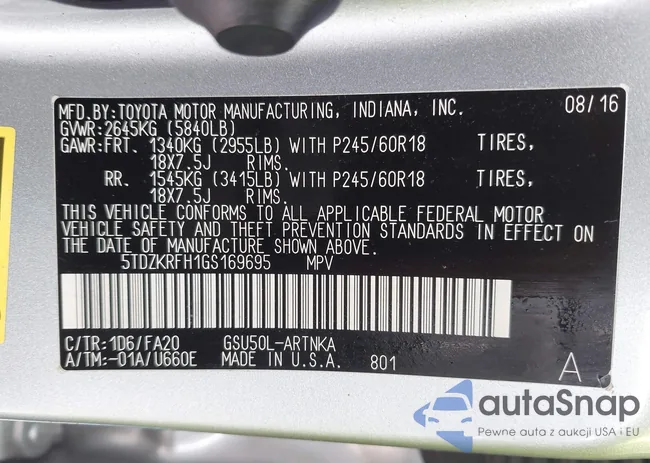 MFD.BY:TOYOTA MOTOR MANUFACTURING, INDIANA, INC. 08/16
GVWR:2645KG (5840LB)
GAWR:FRT. 1340KG (2955LB) WITH P245/60R18 TIRES,
18X7.5J RIMS.
RR. 1545KG (3415LB) WITH P245/60R18 TIRES,
18X7.5J RIMS.
THIS VEHICLE CONFORMS TO ALL APPLICABLE FEDERAL MOTOR
VEHICLE SAFETY AND THEFT PREVENTION STANDARDS IN EFFECT ON
THE DATE OF MANUFACTURE SHOWN ABOVE.
5TDZKRFH1GS169695 MPV
C/TR:1D6/FA20 GSU50L-ARTNKA
A/TM:-01A/U660E MADE IN U.S.A. 801 A
autoSnap
Pewne auta z aukcji USA i EU